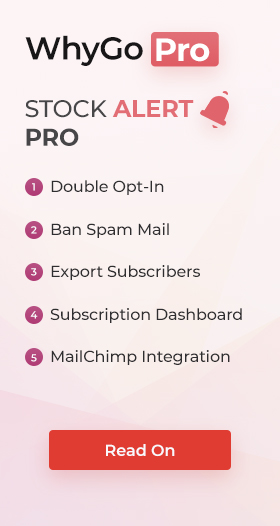 WhyGo Pro
STOCK ALERT
PRO
1 Double Opt-In
2 Ban Spam Mail
3 Export Subscribers
4 Subscription Dashboard
5 MailChimp Integration
Read On